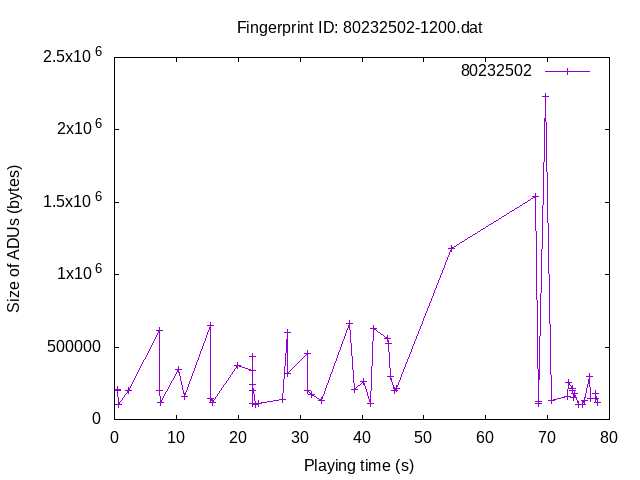 Fingerprint ID: 80232502-1200.dat
80232502
2.5x10^6
2x10^6
1.5x10^6
1x10^6
500000
0
Size of ADUs (bytes)
0 10 20 30 40 50 60 70 80
Playing time (s)